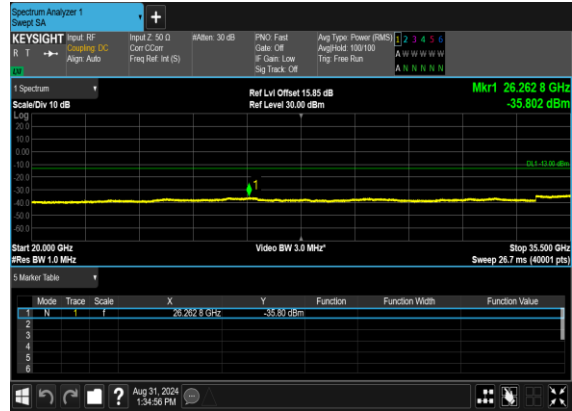 Spectrum Analyzer 1
Swept SA
+
KEYSIGHT Input: RF Input Z: 50 Ω #Atten: 30 dB PNO: Fast Avg Type: Power (RMS) 1 2 3 4 5 6
R T Coupling: DC Corr CCorr Gate: Off Avg|Hold: 100/100 A W W W W W
Align: Auto Freq Ref: Int (S) IF Gain: Low Trig: Free Run
Sig Track: Off A N N N N N
1 Spectrum Ref Lvl Offset 15.85 dB Mkr1 26.262 8 GHz
Scale/Div 10 dB Ref Level 30.00 dBm -35.802 dBm
Log
20.0
10.0
0.00
-10.0
DL1 -13.00 dBm
-20.0
-30.0
1
-40.0
-50.0
-60.0
Start 20.000 GHz Video BW 3.0 MHz* Stop 35.500 GHz
#Res BW 1.0 MHz Sweep 26.7 ms (40001 pts)
5 Marker Table
Mode Trace Scale X Y Function Function Width Function Value
1 N 1 f 26.262 8 GHz -35.80 dBm
2
3
4
5
6
? Aug 31, 2024
1:34:56 PM